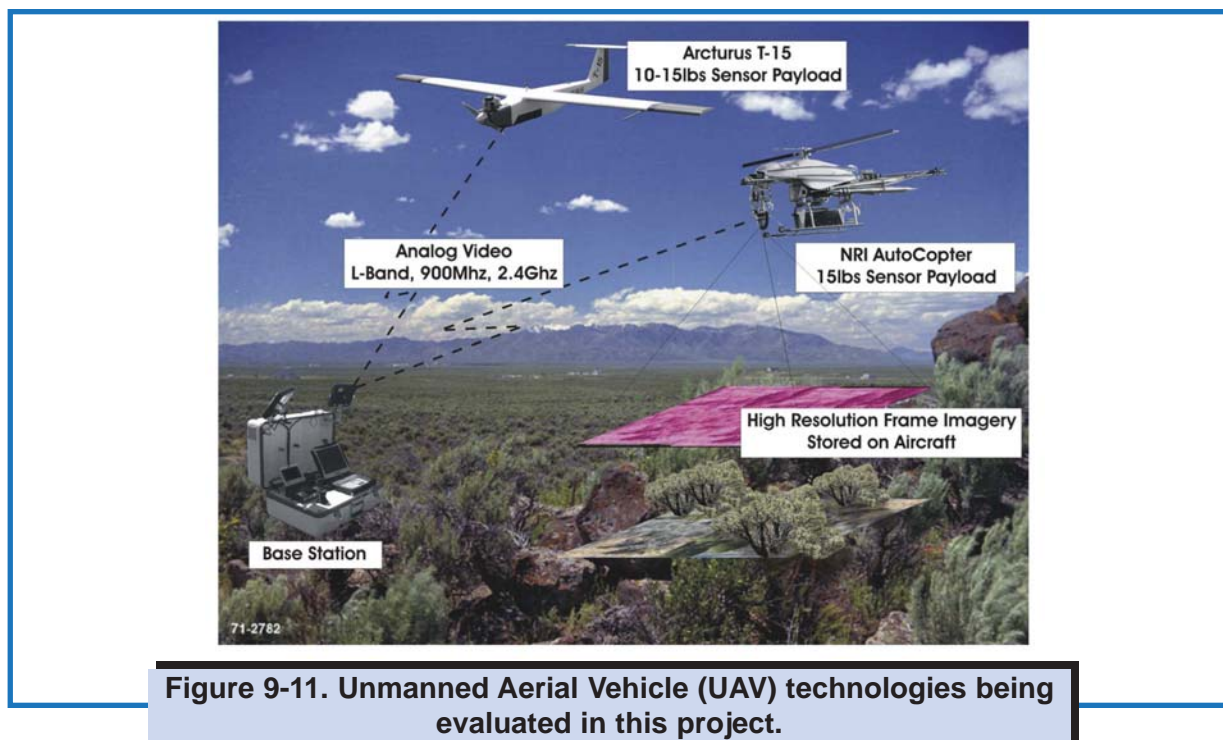 Arcturus T-15
10-15lbs Sensor Payload
Analog Video
L-Band, 900Mhz, 2.4Ghz
NRI AutoCopter
15lbs Sensor Payload
High Resolution Frame Imagery
Stored on Aircraft
Base Station
71-2782
Figure 9-11. Unmanned Aerial Vehicle (UAV) technologies being
evaluated in this project.